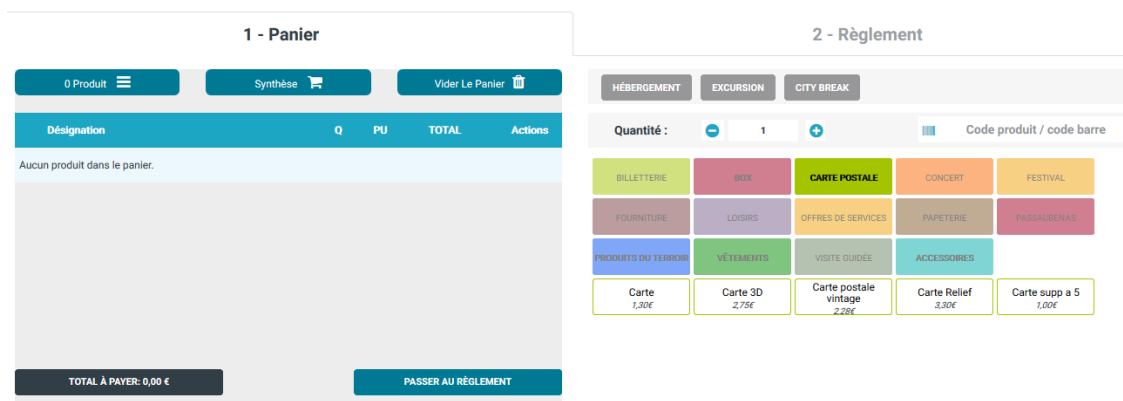 1 - Panier
2 - Règlement
0 Produit
Synthèse
Vider Le Panier
HÉBERGEMENT
EXCURSION
CITY BREAK
Désignation Q PU TOTAL Actions
Quantité : 1
Code produit / code barre
Aucun produit dans le panier.
BILLETTERIE
BOX
CARTE POSTALE
CONCERT
FESTIVAL
FOURNITURE
LOISIRS
OFFRES DE SERVICES
PAPETERIE
PASSAUBENAS
PRODUITS DU TERROIR
VÊTEMENTS
VISITE GUIDÉE
ACCESSOIRES
Carte
1,30€
Carte 3D
2,75€
Carte postale
vintage
2,28€
Carte Relief
3,30€
Carte supp a 5
1,00€
TOTAL À PAYER: 0,00 €
PASSER AU RÈGLEMENT